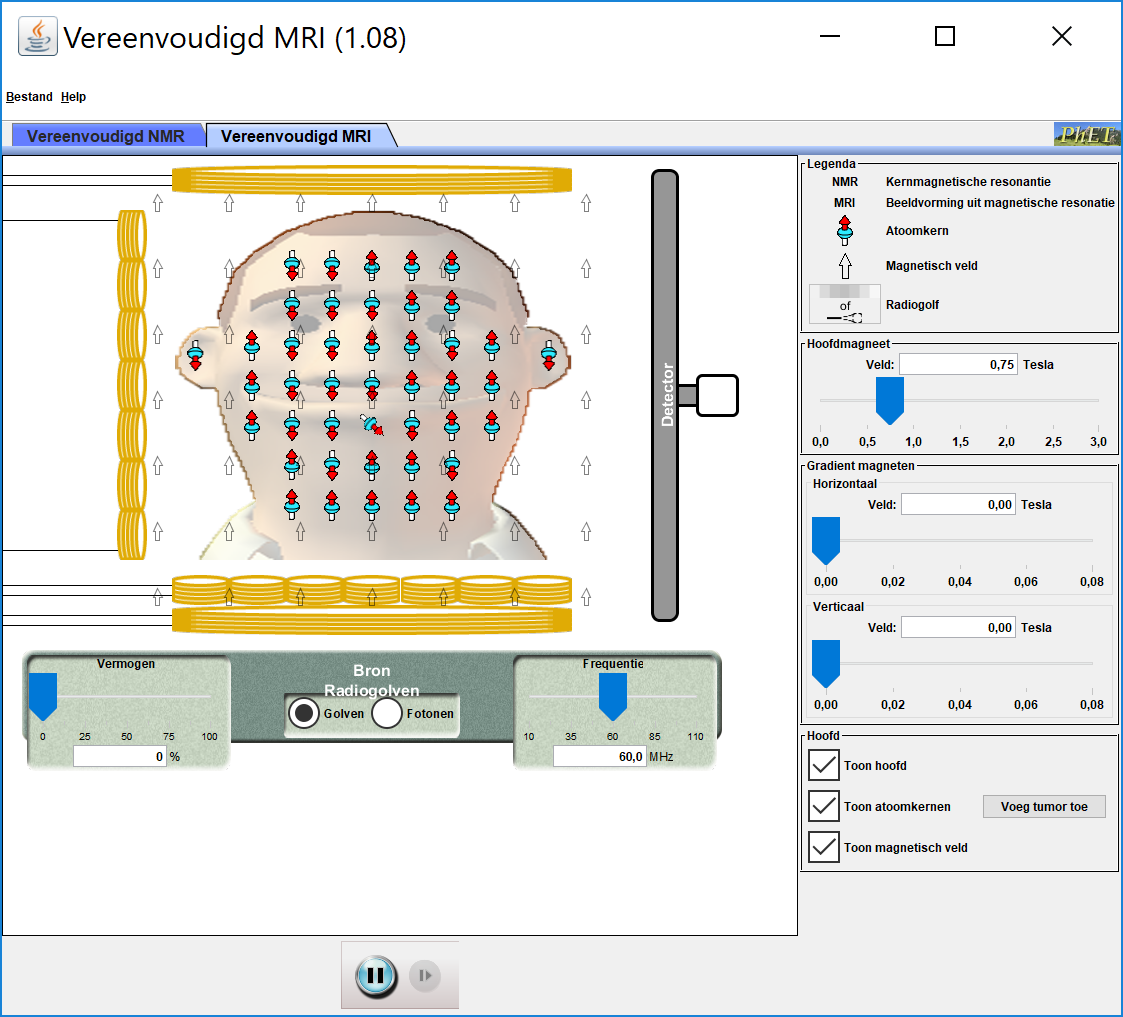 Vereenvoudigd MRI (1.08)
Bestand Help
Vereenvoudigd NMR Vereenvoudigd MRI
PhET
Legenda
NMR Kernmagnetische resonantie
MRI Beeldvorming uit magnetische resonatie
Atoomkern
Magnetisch veld
of
Radiogolf
Detector
Hoofdmagneet
Veld: 0,75 Tesla
0,0 0,5 1,0 1,5 2,0 2,5 3,0
Gradient magneten
Horizontaal
Veld: 0,00 Tesla
0,00 0,02 0,04 0,06 0,08
Verticaal
Veld: 0,00 Tesla
0,00 0,02 0,04 0,06 0,08
Hoofd
Toon hoofd
Toon atoomkernen
Voeg tumor toe
Toon magnetisch veld
Vermogen
0 25 50 75 100
0 %
Bron
Radiogolven
Golven Fotonen
Frequentie
10 35 60 85 110
60,0 MHz